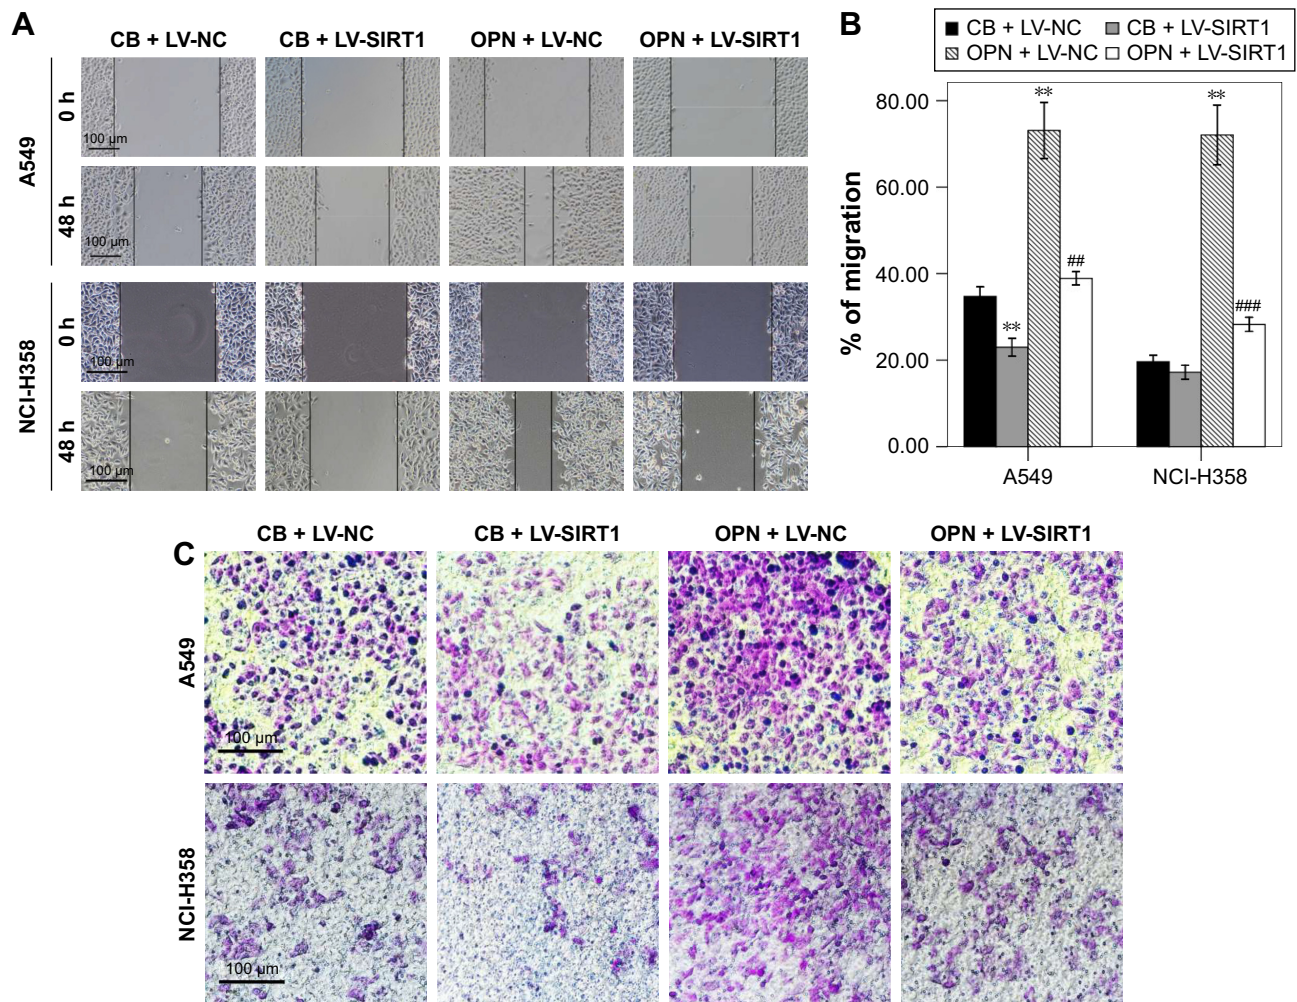 A
CB + LV-NC CB + LV-SIRT1 OPN + LV-NC OPN + LV-SIRT1
A549
0 h
100 µm
48 h
100 µm
NCI-H358
0 h
100 µm
48 h
100 µm
B
CB + LV-NC CB + LV-SIRT1
OPN + LV-NC OPN + LV-SIRT1
% of migration
80.00
60.00
40.00
20.00
0.00
** ** ## ** ###
A549 NCI-H358
C
CB + LV-NC CB + LV-SIRT1 OPN + LV-NC OPN + LV-SIRT1
A549
100 µm
NCI-H358
100 µm